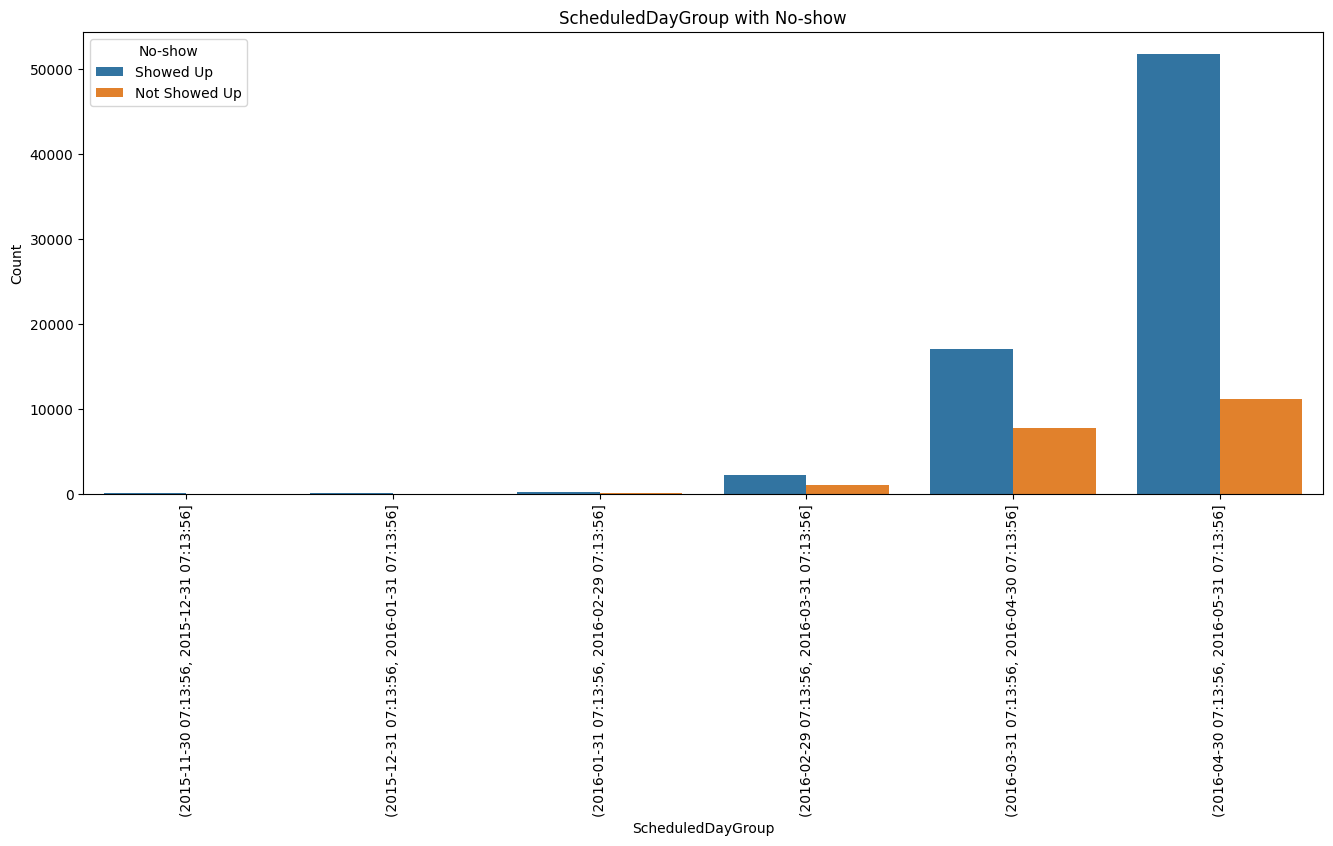 ScheduledDayGroup with No-show
No-show
Showed Up
Not Showed Up
Count
50000
40000
30000
20000
10000
0
(2015-11-30 07:13:56, 2015-12-31 07:13:56]
(2015-12-31 07:13:56, 2016-01-31 07:13:56]
(2016-01-31 07:13:56, 2016-02-29 07:13:56]
(2016-02-29 07:13:56, 2016-03-31 07:13:56]
(2016-03-31 07:13:56, 2016-04-30 07:13:56]
(2016-04-30 07:13:56, 2016-05-31 07:13:56]
ScheduledDayGroup